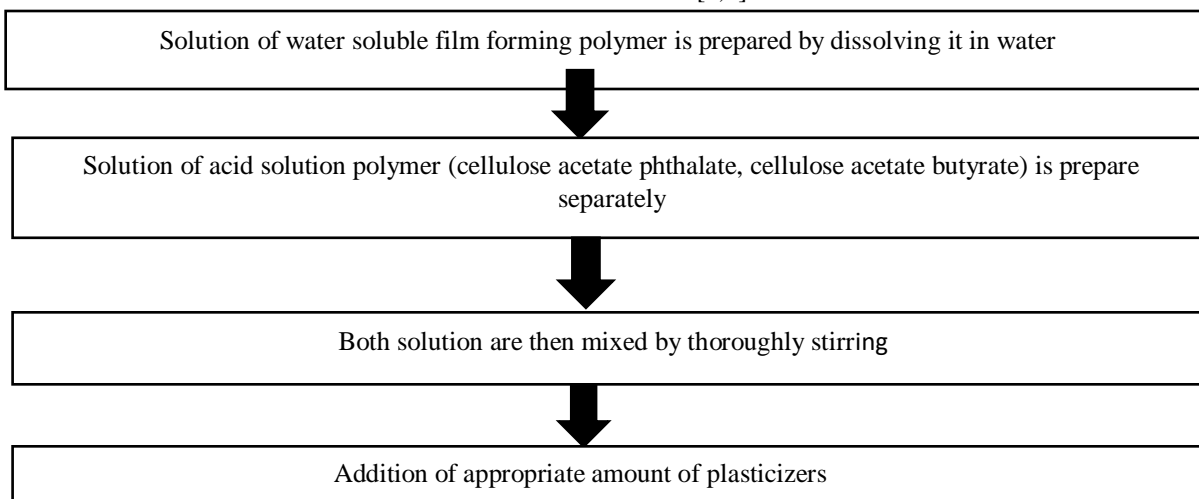 Solution of water soluble film forming polymer is prepared by dissolving it in water
Solution of acid solution polymer (cellulose acetate phthalate, cellulose acetate butyrate) is prepare
separately
Both solution are then mixed by thoroughly stirring
Addition of appropriate amount of plasticizers